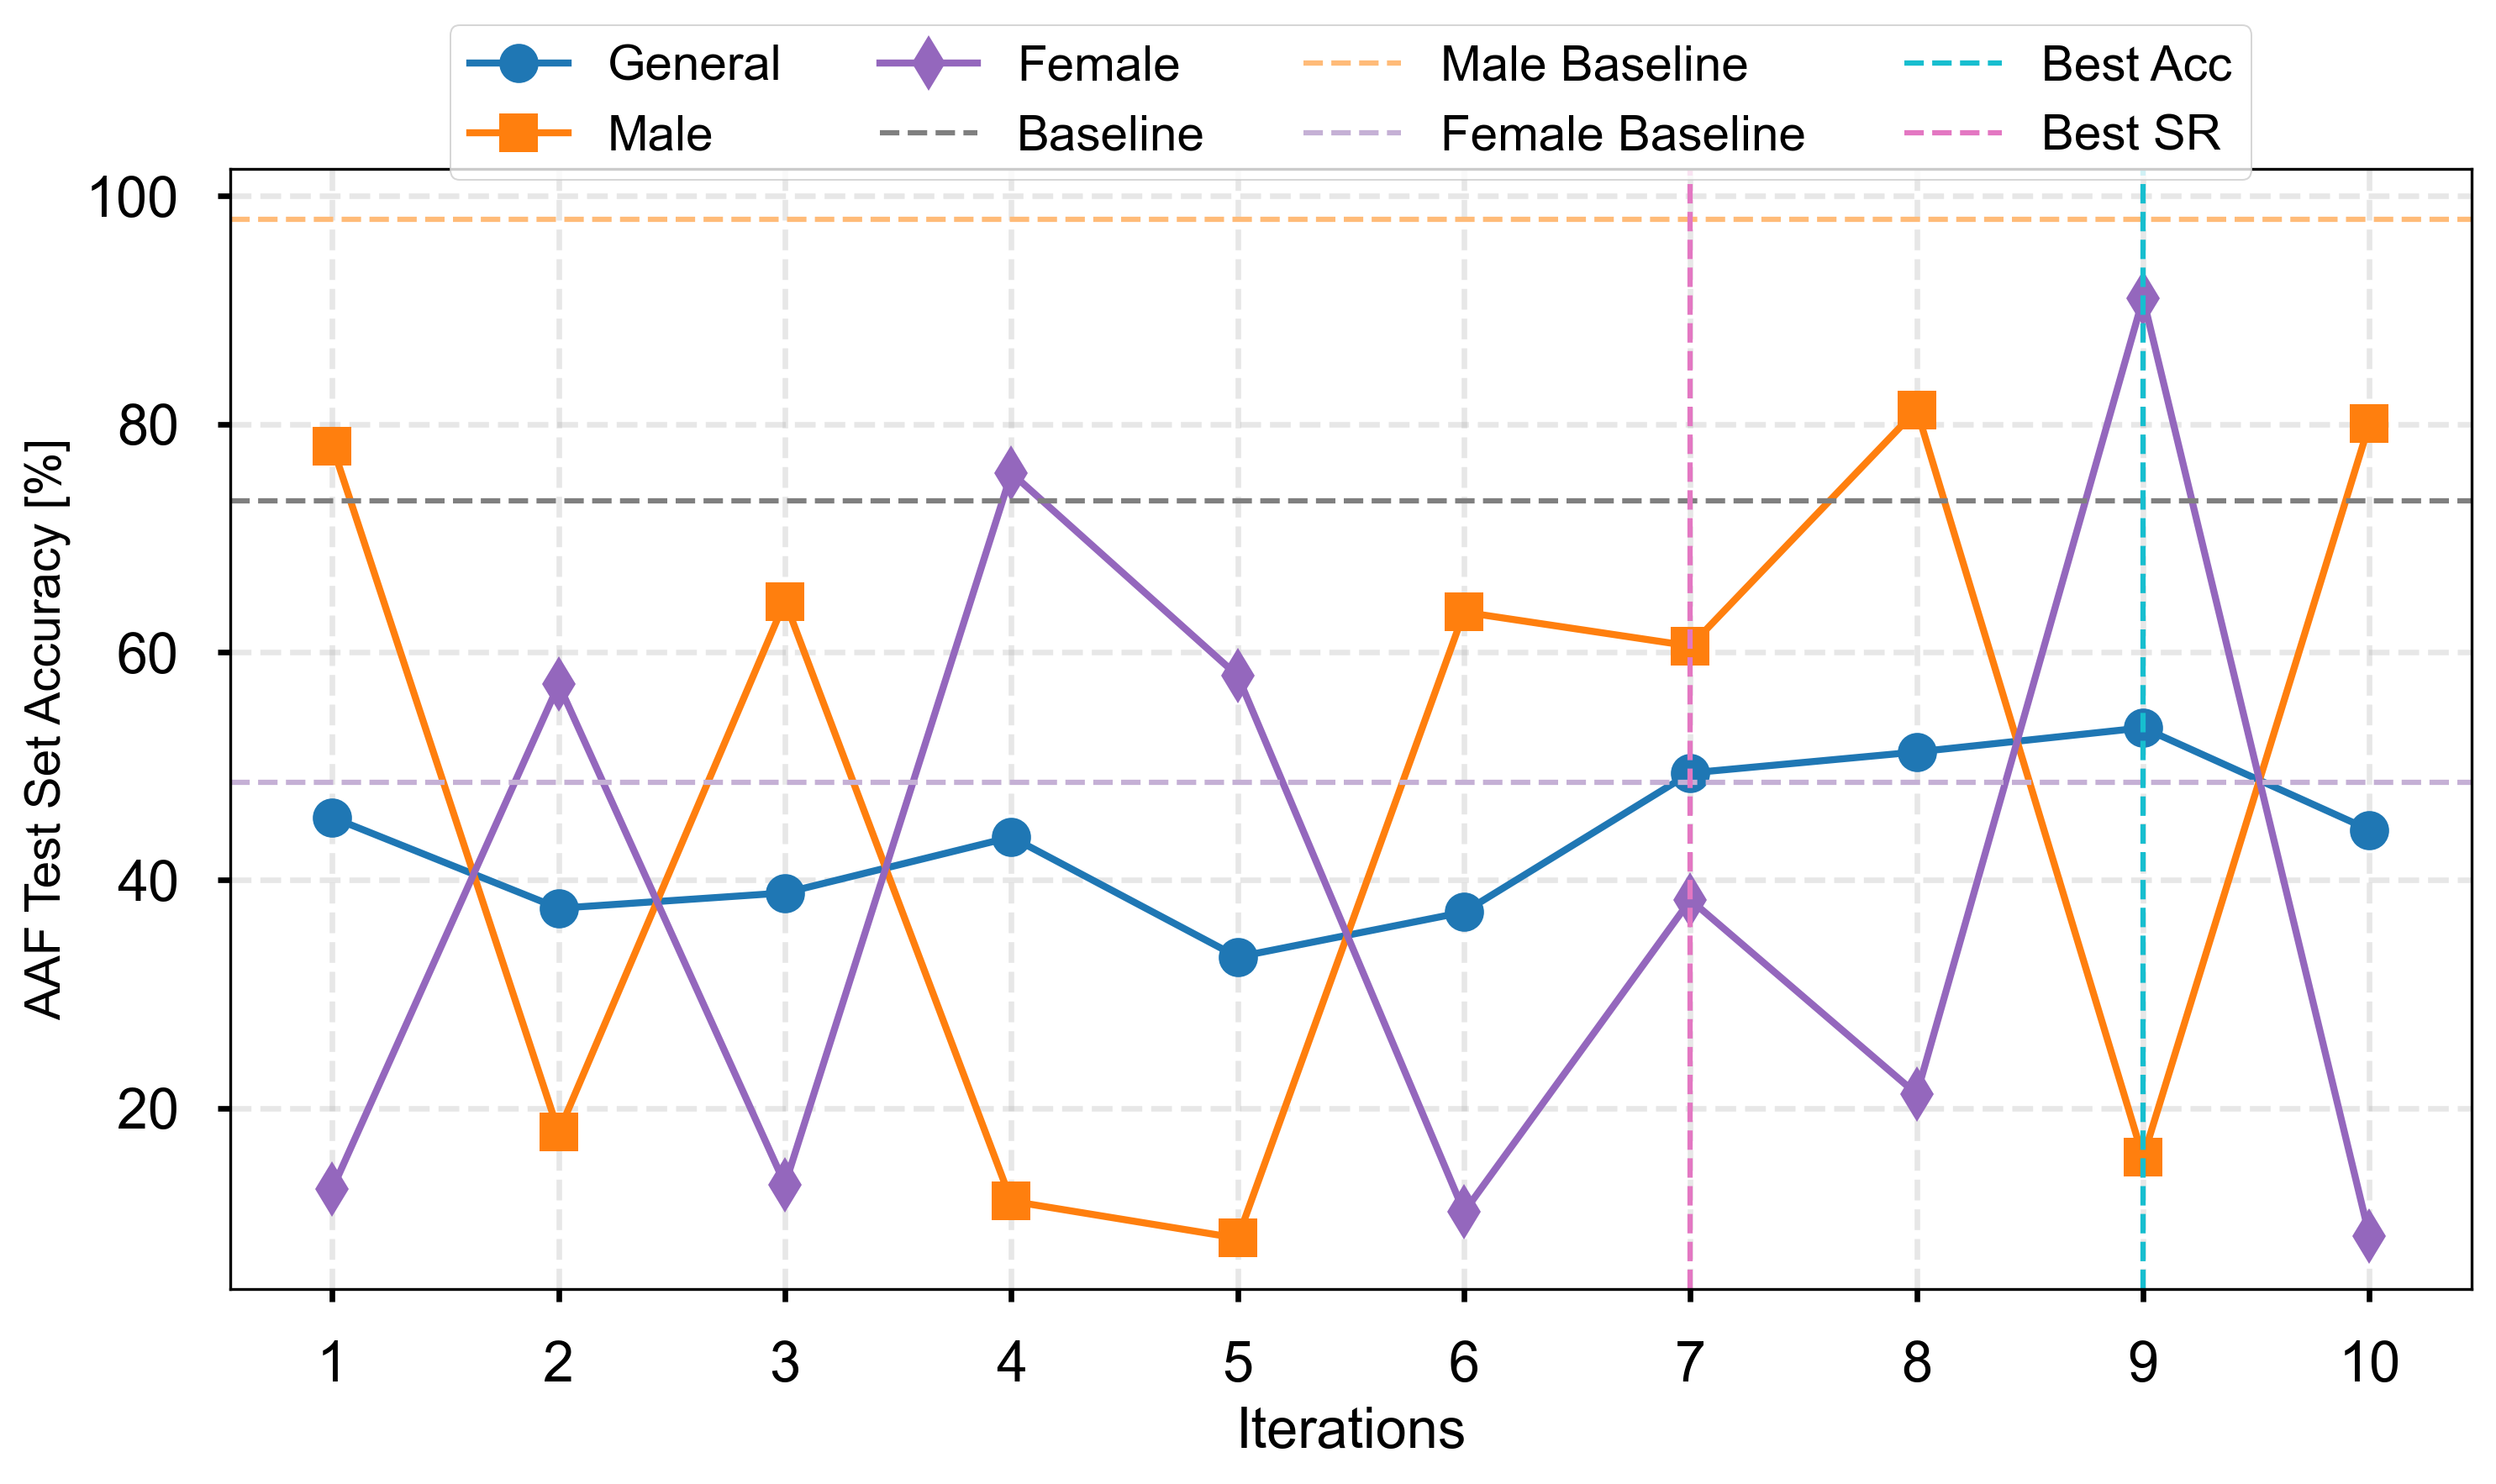 General Female Male Baseline Best Acc
Male Baseline Female Baseline Best SR
100
80
60
40
20
AAF Test Set Accuracy [%]
1 2 3 4 5 6 7 8 9 10
Iterations